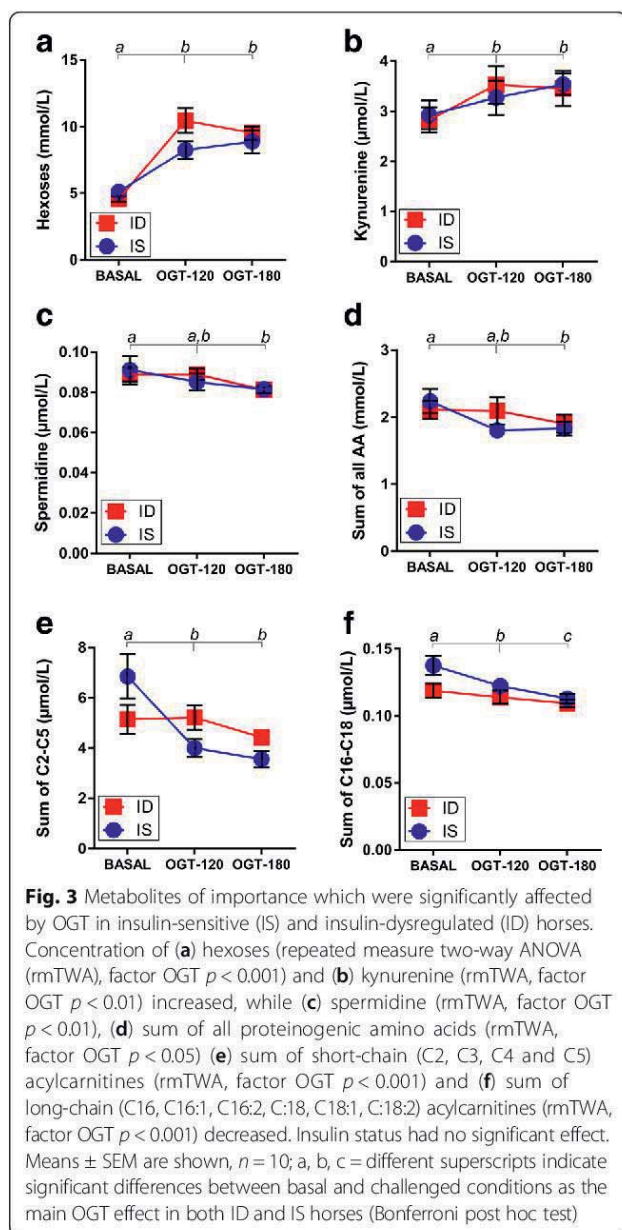 a
a b b
Hexoses (mmol/L)
15
10
5
0
ID
IS
BASAL OGT-120 OGT-180
b
a b b
Kynurenine (µmol/L)
5
4
3
2
1
0
ID
IS
BASAL OGT-120 OGT-180
c
a a,b b
Spermidine (µmol/L)
0.10
0.08
0.06
0.04
0.02
0.00
ID
IS
BASAL OGT-120 OGT-180
d
a a,b b
Sum of all AA (mmol/L)
3
2
1
0
ID
IS
BASAL OGT-120 OGT-180
e
a b b
Sum of C2-C5 (µmol/L)
8
6
4
2
0
ID
IS
BASAL OGT-120 OGT-180
f
a b c
Sum of C16-C18 (µmol/L)
0.15
0.10
0.05
0.00
ID
IS
BASAL OGT-120 OGT-180
Fig. 3 Metabolites of importance which were significantly affected
by OGT in insulin-sensitive (IS) and insulin-dysregulated (ID) horses.
Concentration of (a) hexoses (repeated measure two-way ANOVA
(rmTWA), factor OGT p < 0.001) and (b) kynurenine (rmTWA, factor
OGT p < 0.01) increased, while (c) spermidine (rmTWA, factor OGT
p < 0.01), (d) sum of all proteinogenic amino acids (rmTWA,
factor OGT p < 0.05) (e) sum of short-chain (C2, C3, C4 and C5)
acylcarnitines (rmTWA, factor OGT p < 0.001) and (f) sum of
long-chain (C16, C16:1, C16:2, C:18, C18:1, C:18:2) acylcarnitines (rmTWA,
factor OGT p < 0.001) decreased. Insulin status had no significant effect.
Means ± SEM are shown, n = 10; a, b, c = different superscripts indicate
significant differences between basal and challenged conditions as the
main OGT effect in both ID and IS horses (Bonferroni post hoc test)